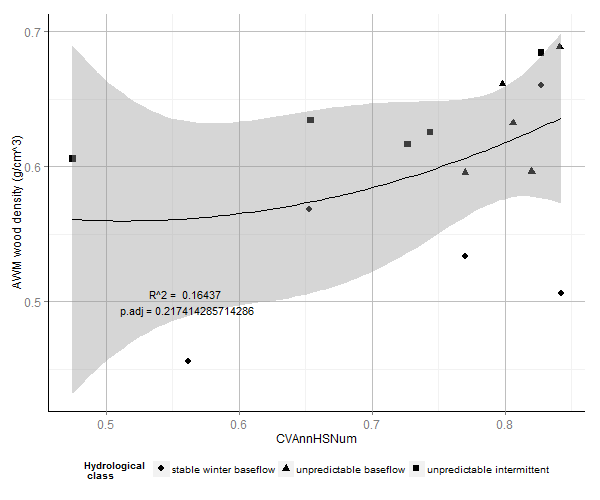 0.7
0.6
0.5
AWM wood density (g/cm^3)
R^2 = 0.16437
p.adj = 0.217414285714286
0.5 0.6 0.7 0.8
CVAnnHSNum
Hydrological
class
stable winter baseflow unpredictable baseflow unpredictable intermittent